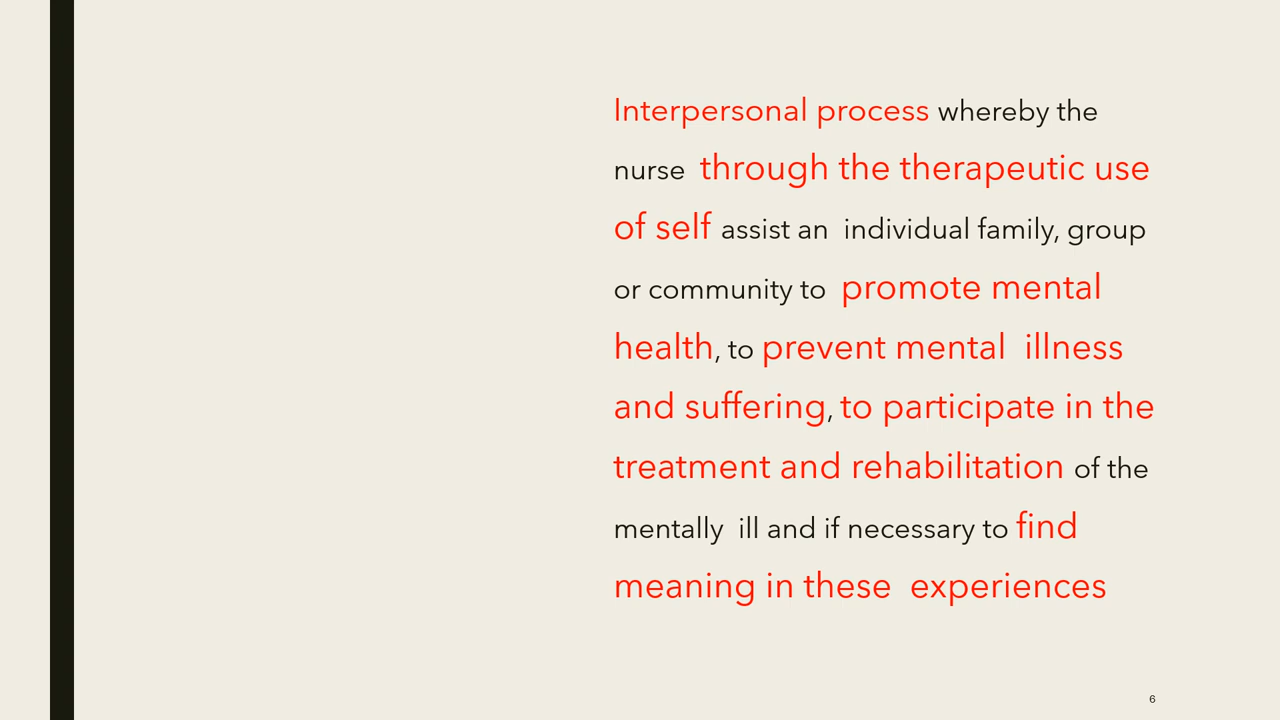 Interpersonal process whereby the
nurse through the therapeutic use
of self assist an individual family, group
or community to promote mental
health, to prevent mental illness
and suffering, to participate in the
treatment and rehabilitation of the
mentally ill and if necessary to find
meaning in these experiences
6